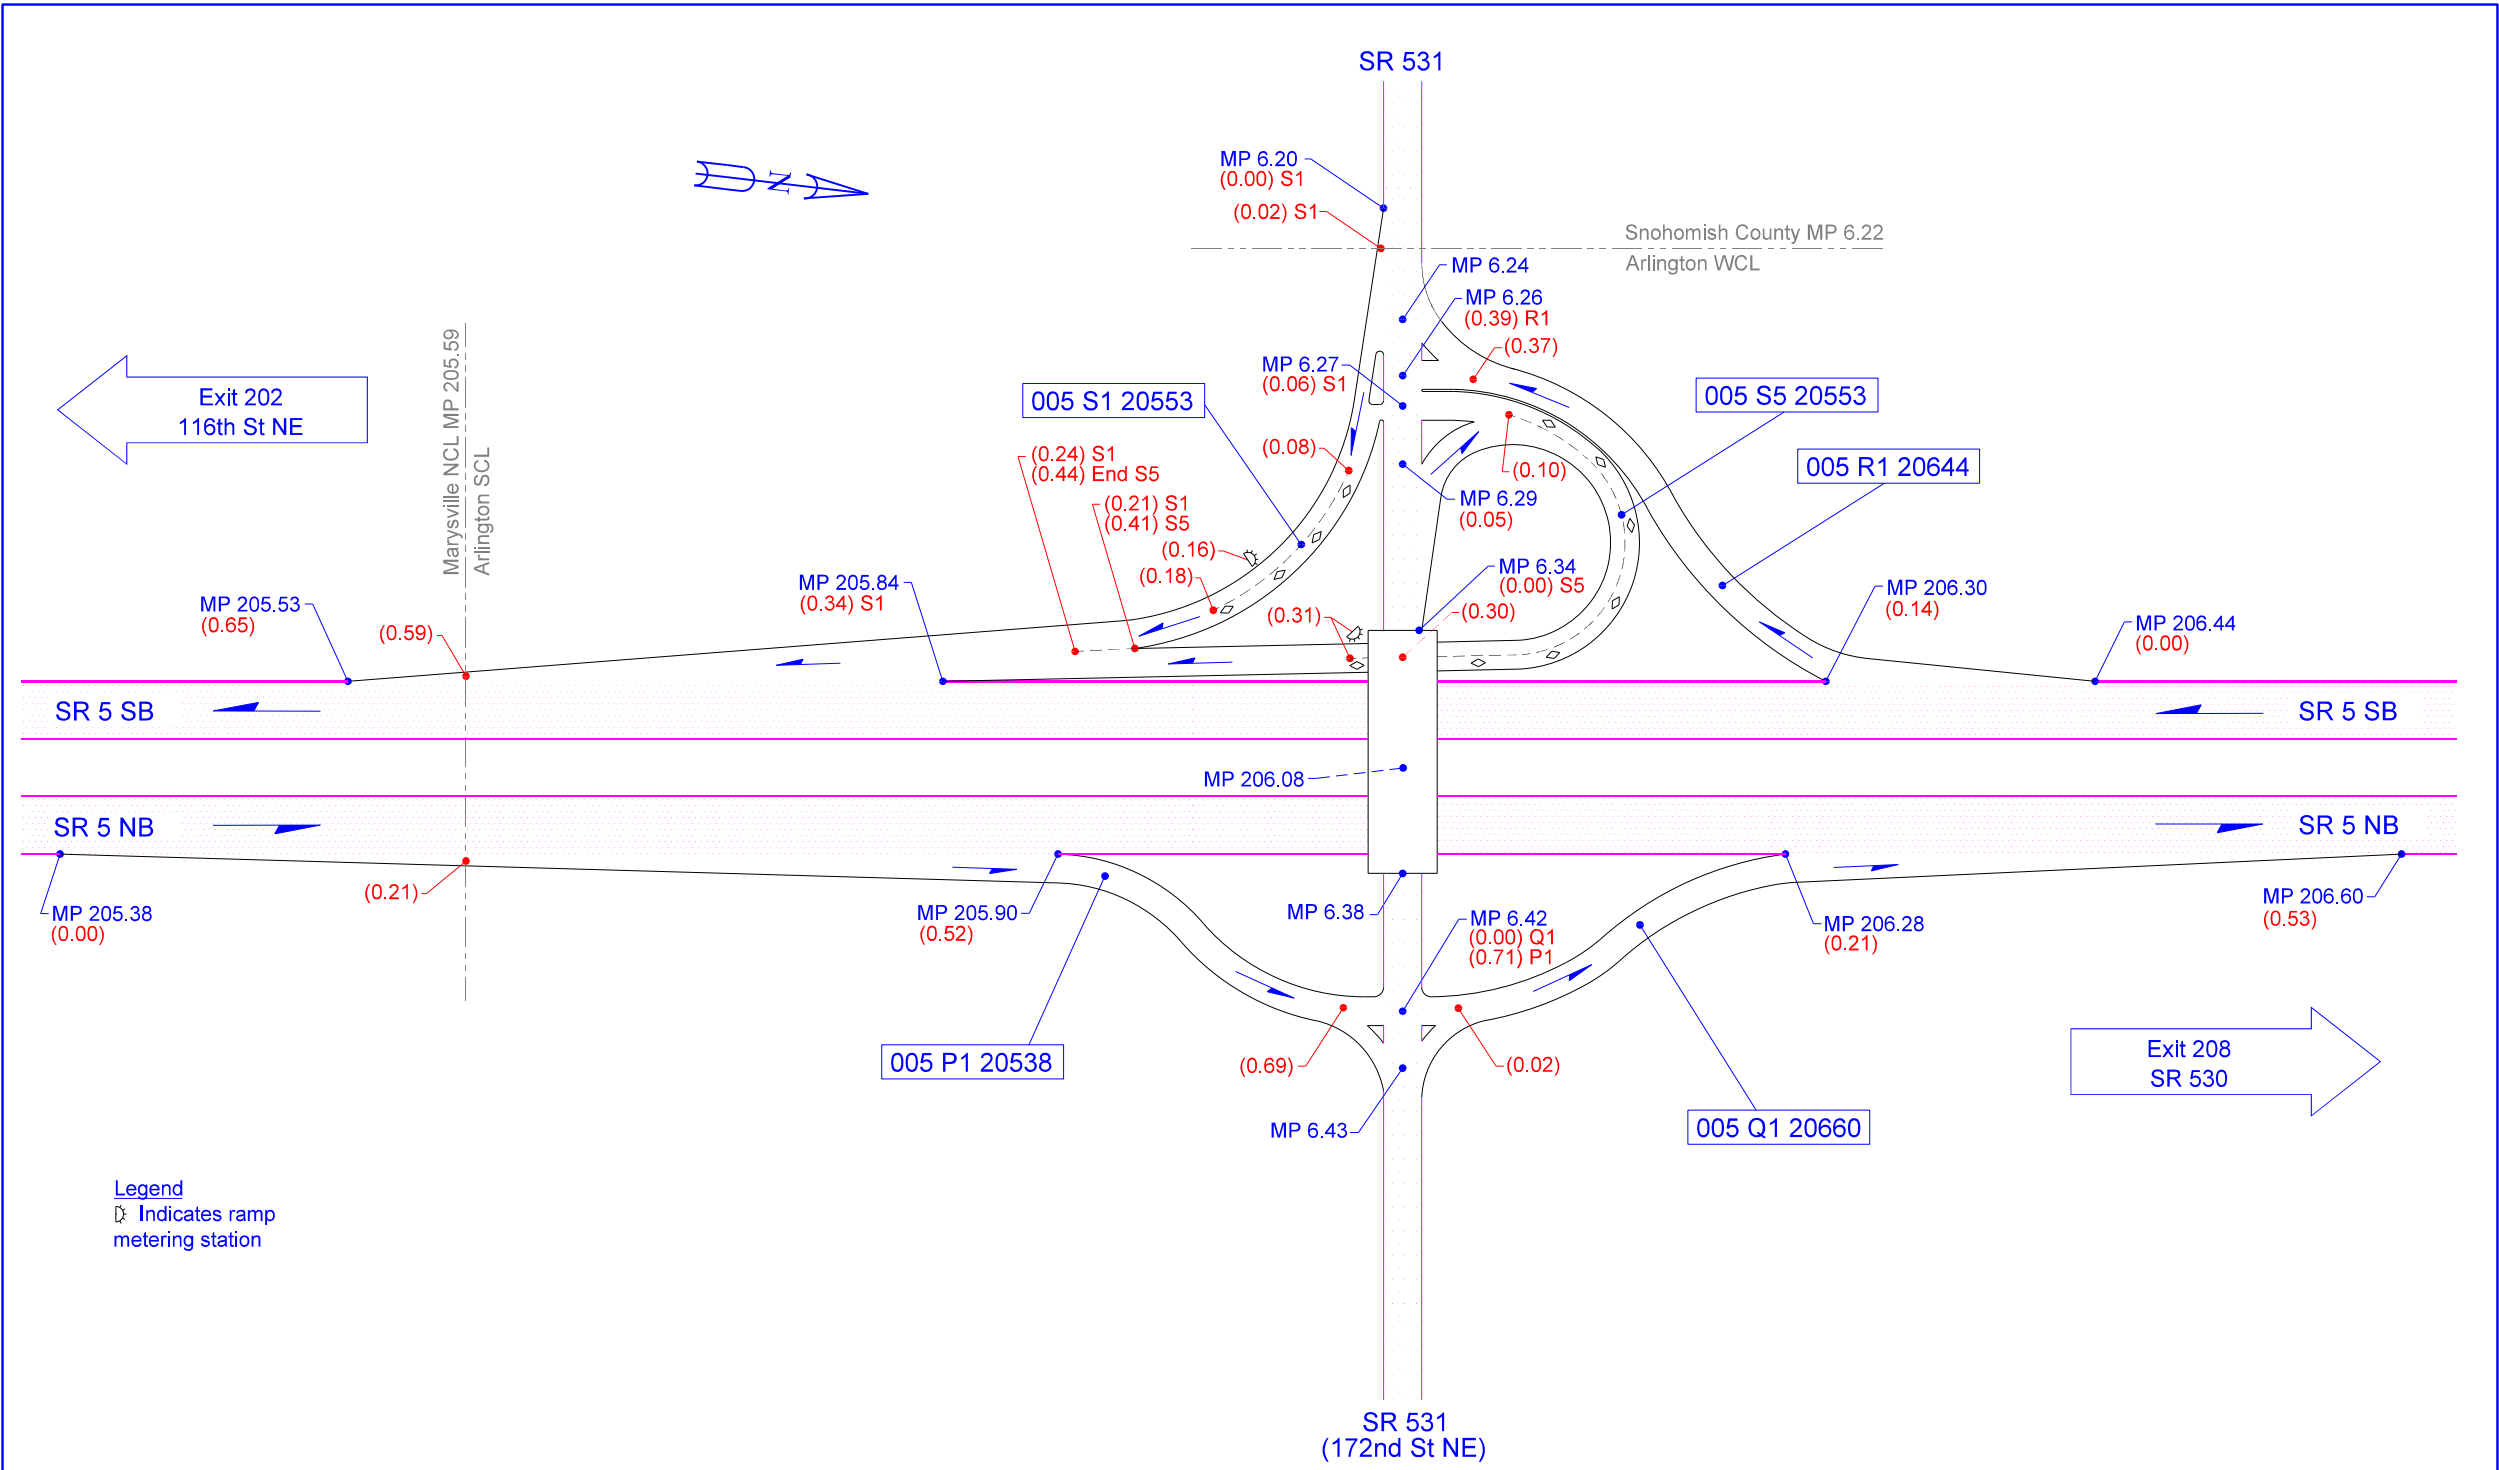 SR 531
MP 6.20
(0.00) S1
(0.02) S1
Snohomish County MP 6.22
Arlington WCL
MP 6.24
MP 6.26
(0.39) R1
(0.37)
MP 6.27
(0.06) S1
Exit 202
116th St NE
Marysville NCL MP 205.59
Arlington SCL
005 S1 20553
005 S5 20553
005 R1 20644
(0.08)
(0.24) S1
(0.44) End S5
(0.10)
(0.21) S1
(0.41) S5
MP 6.29
(0.05)
(0.16)
(0.18)
MP 6.34
(0.00) S5
(0.30)
(0.31)
MP 205.84
(0.34) S1
MP 206.30
(0.14)
MP 205.53
(0.65)
(0.59)
MP 206.44
(0.00)
SR 5 SB
SR 5 SB
MP 206.08
SR 5 NB
SR 5 NB
MP 205.38
(0.00)
(0.21)
MP 205.90
(0.52)
MP 6.38
MP 6.42
(0.00) Q1
(0.71) P1
MP 206.28
(0.21)
MP 206.60
(0.53)
005 P1 20538
(0.69)
(0.02)
Exit 208
SR 530
MP 6.43
005 Q1 20660
Legend
Indicates ramp
metering station
SR 531
(172nd St NE)
N